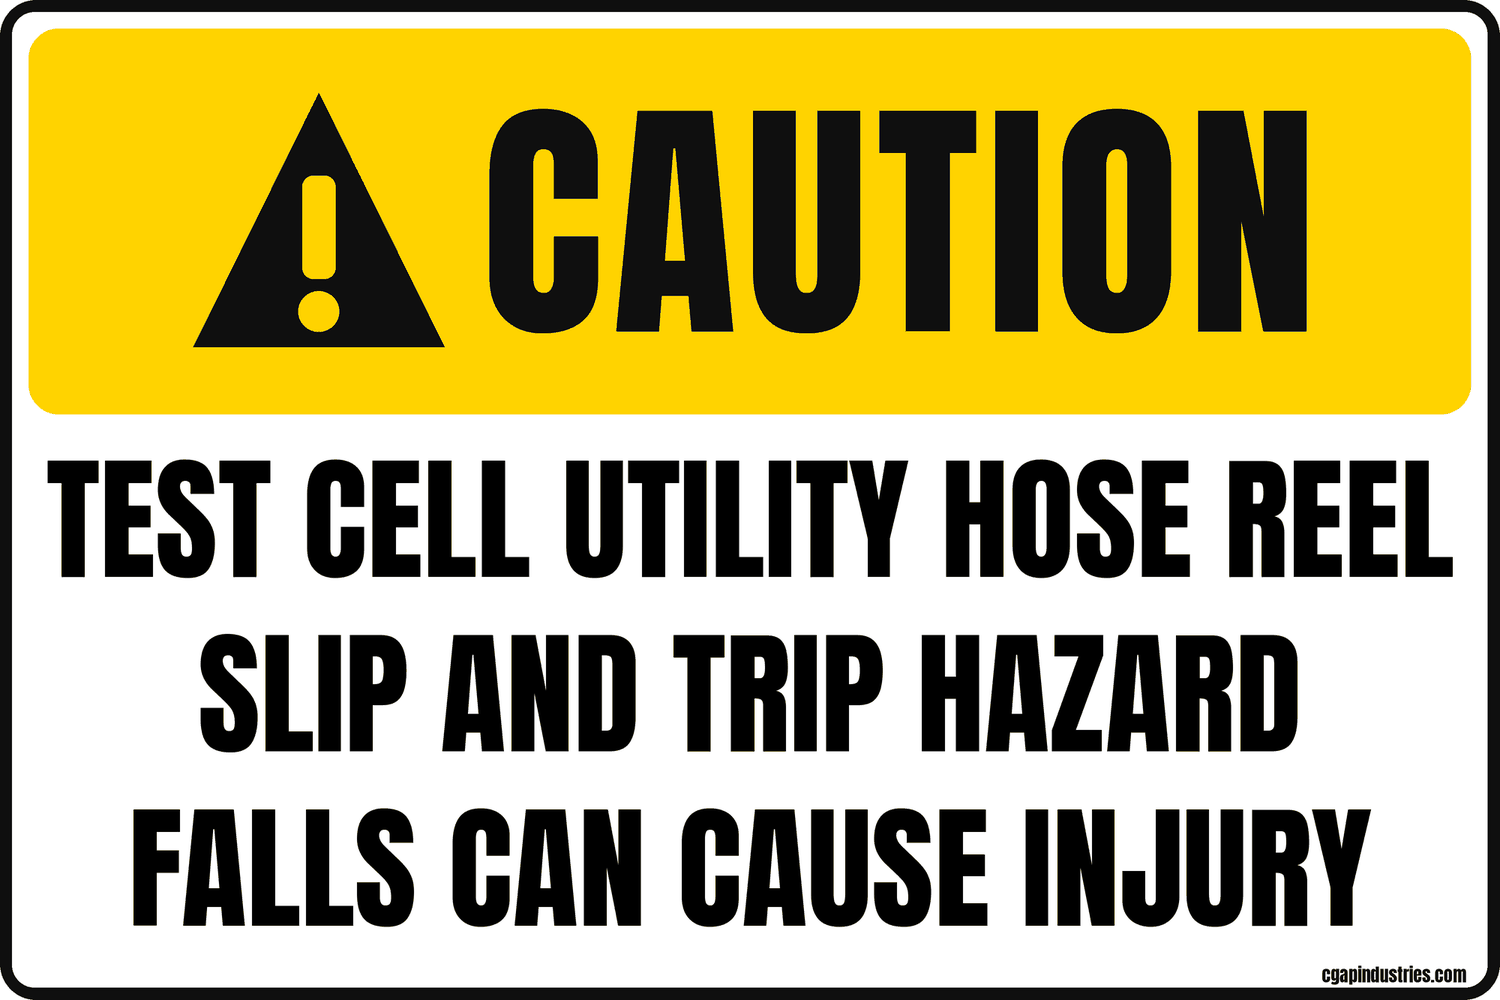 CAUTION
TEST CELL UTILITY HOSE REEL
SLIP AND TRIP HAZARD
FALLS CAN CAUSE INJURY
cgapindustries.com